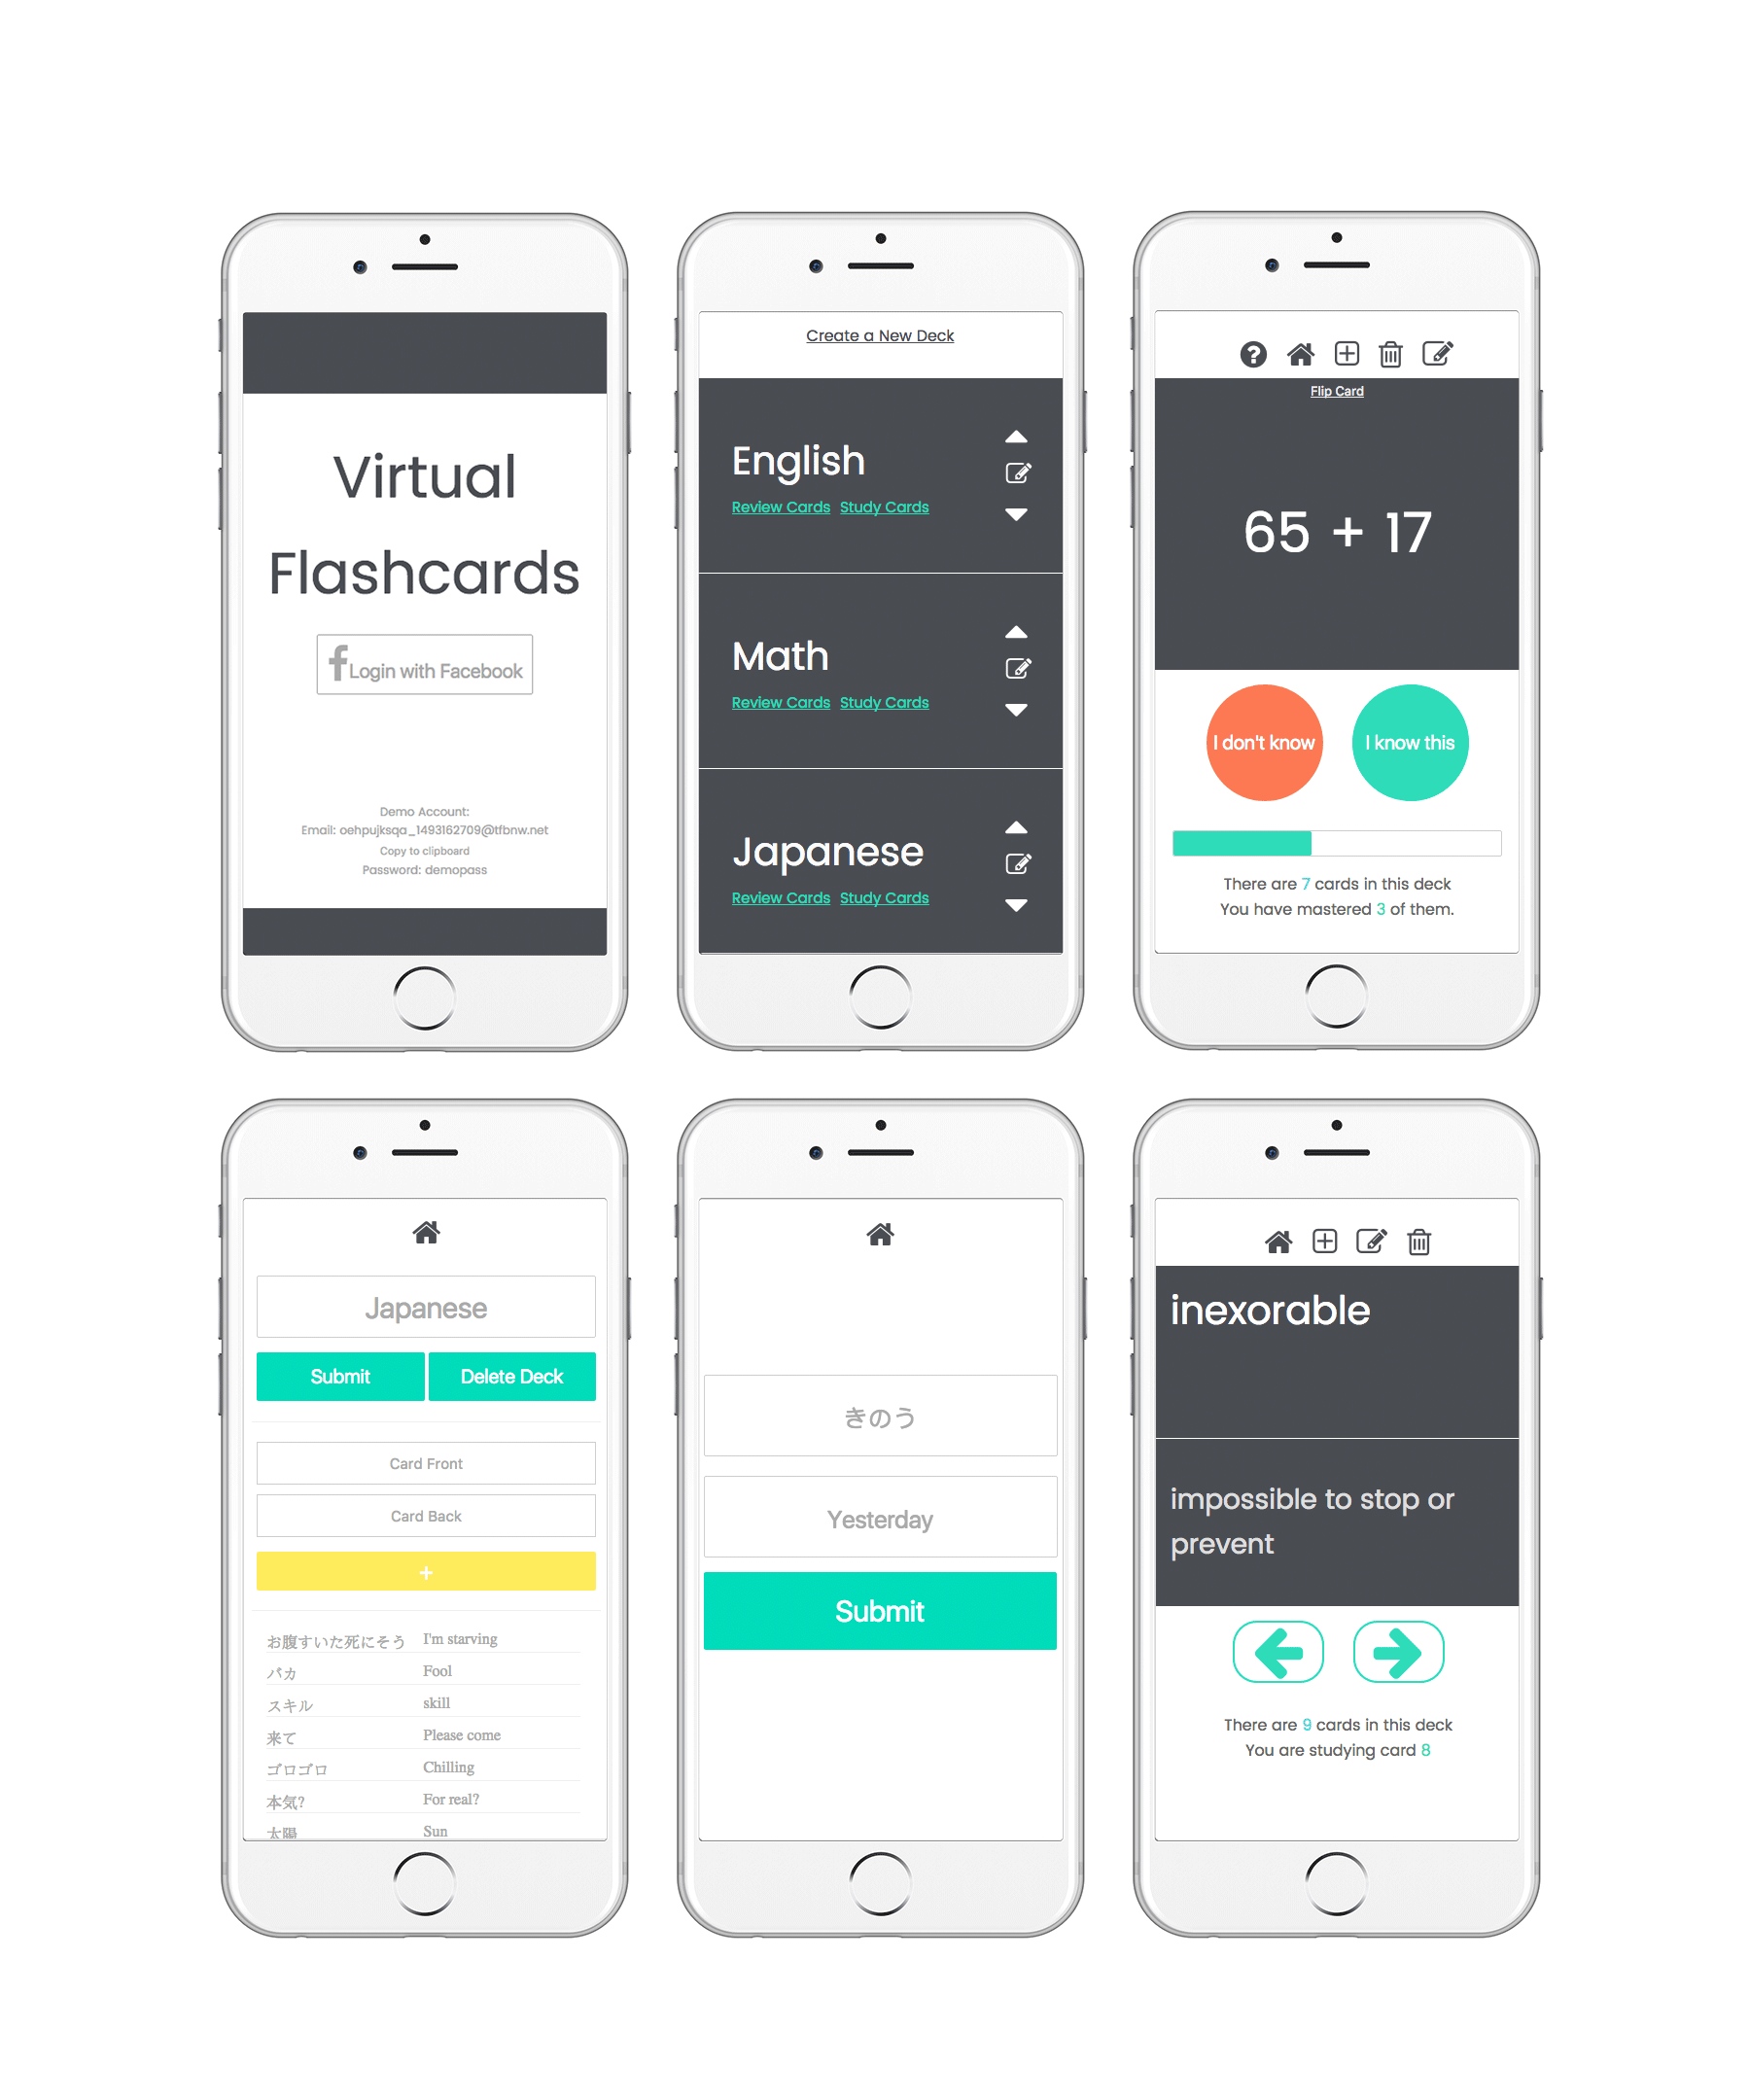 Virtual
Flashcards
f Login with Facebook
Demo Account:
Email: oehpujksqa_1493162709@tfbnw.net
Copy to clipboard
Password: demopass
Create a New Deck
English
Review Cards Study Cards
Math
Review Cards Study Cards
Japanese
Review Cards Study Cards
Flip Card
65 + 17
I don't know
I know this
There are 7 cards in this deck
You have mastered 3 of them.
Japanese
Submit
Delete Deck
Card Front
Card Back
+
お腹すいた死にそう I'm starving
バカ Fool
スキル skill
来て Please come
ゴロゴロ Chilling
本気? For real?
太陽 Sun
きのう
Yesterday
Submit
inexorable
impossible to stop or
prevent
There are 9 cards in this deck
You are studying card 8